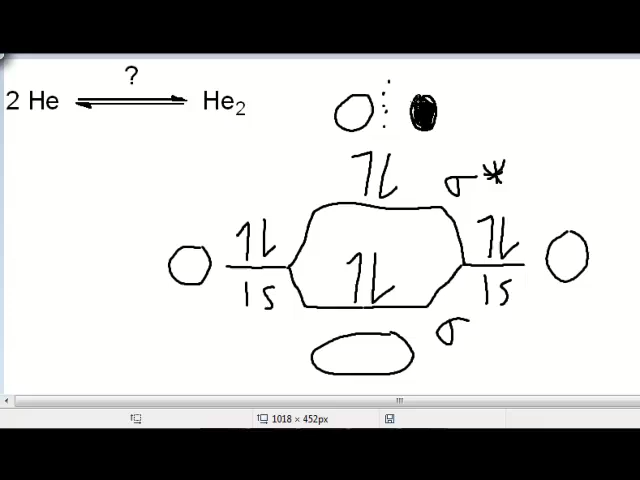 ?
2 He ⇌ He₂
σ*
1s
1s
σ
1018 × 452px